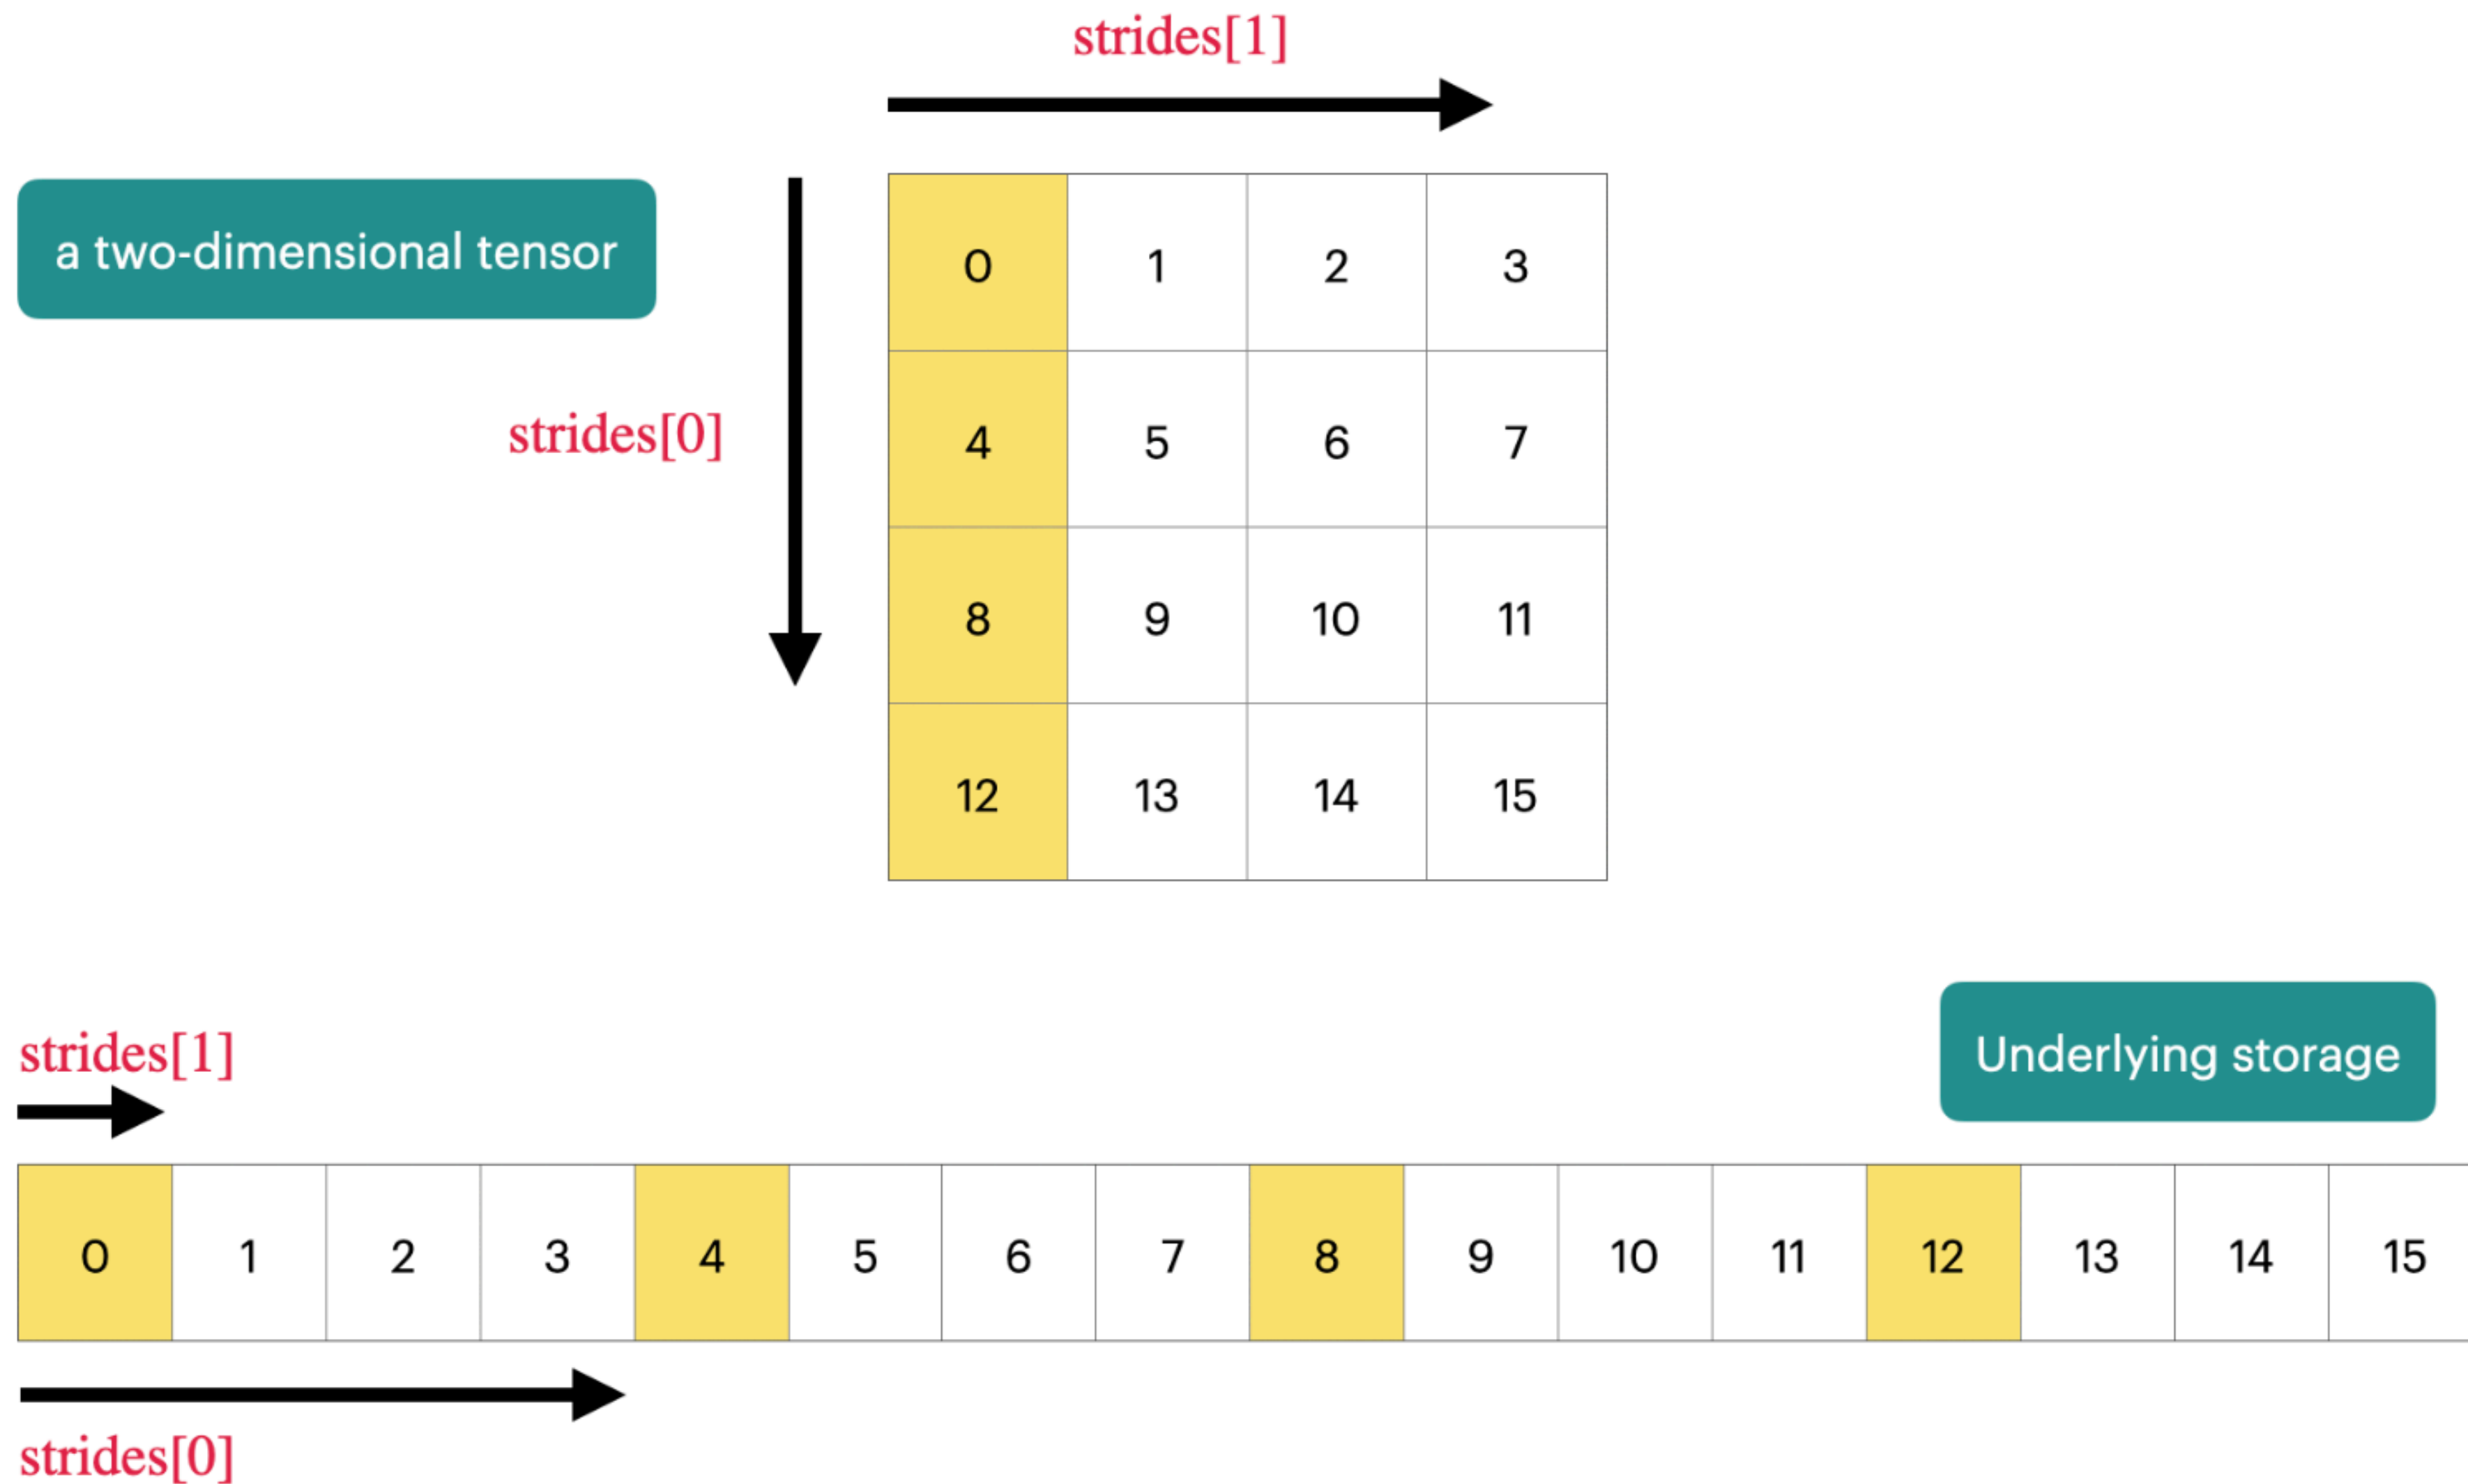 strides[1]
a two-dimensional tensor
0 1 2 3
strides[0]
4 5 6 7
8 9 10 11
12 13 14 15
strides[1]
Underlying storage
0 1 2 3 4 5 6 7 8 9 10 11 12 13 14 15
strides[0]